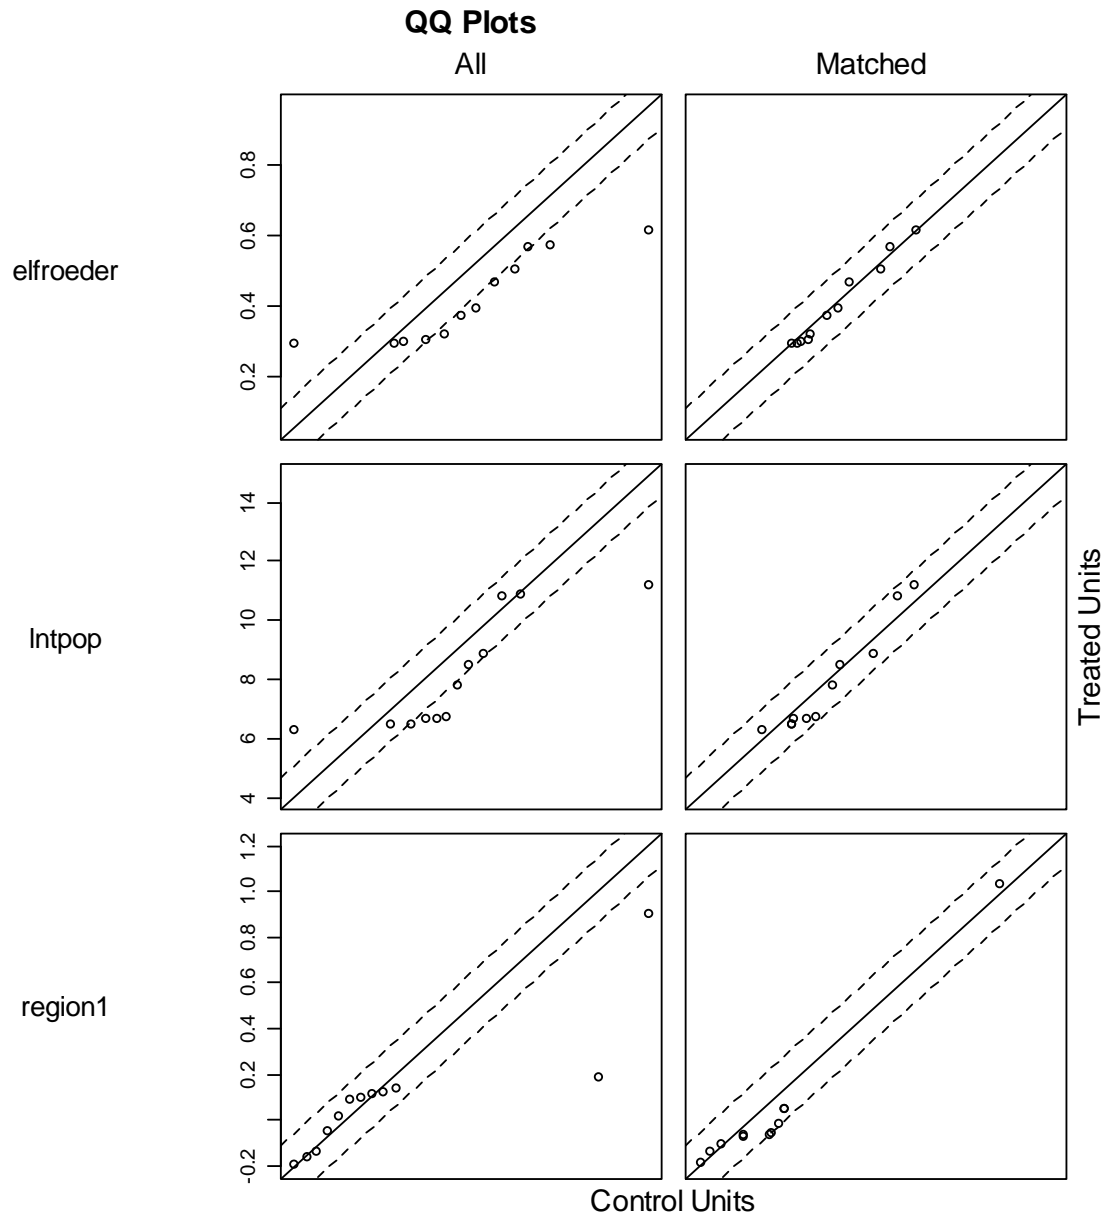 QQ Plots
All Matched
elfroeder
0.8
0.6
0.4
0.2
lntpop
14
12
10
8
6
4
region1
1.2
1.0
0.8
0.6
0.4
0.2
-0.2
Control Units
Treated Units